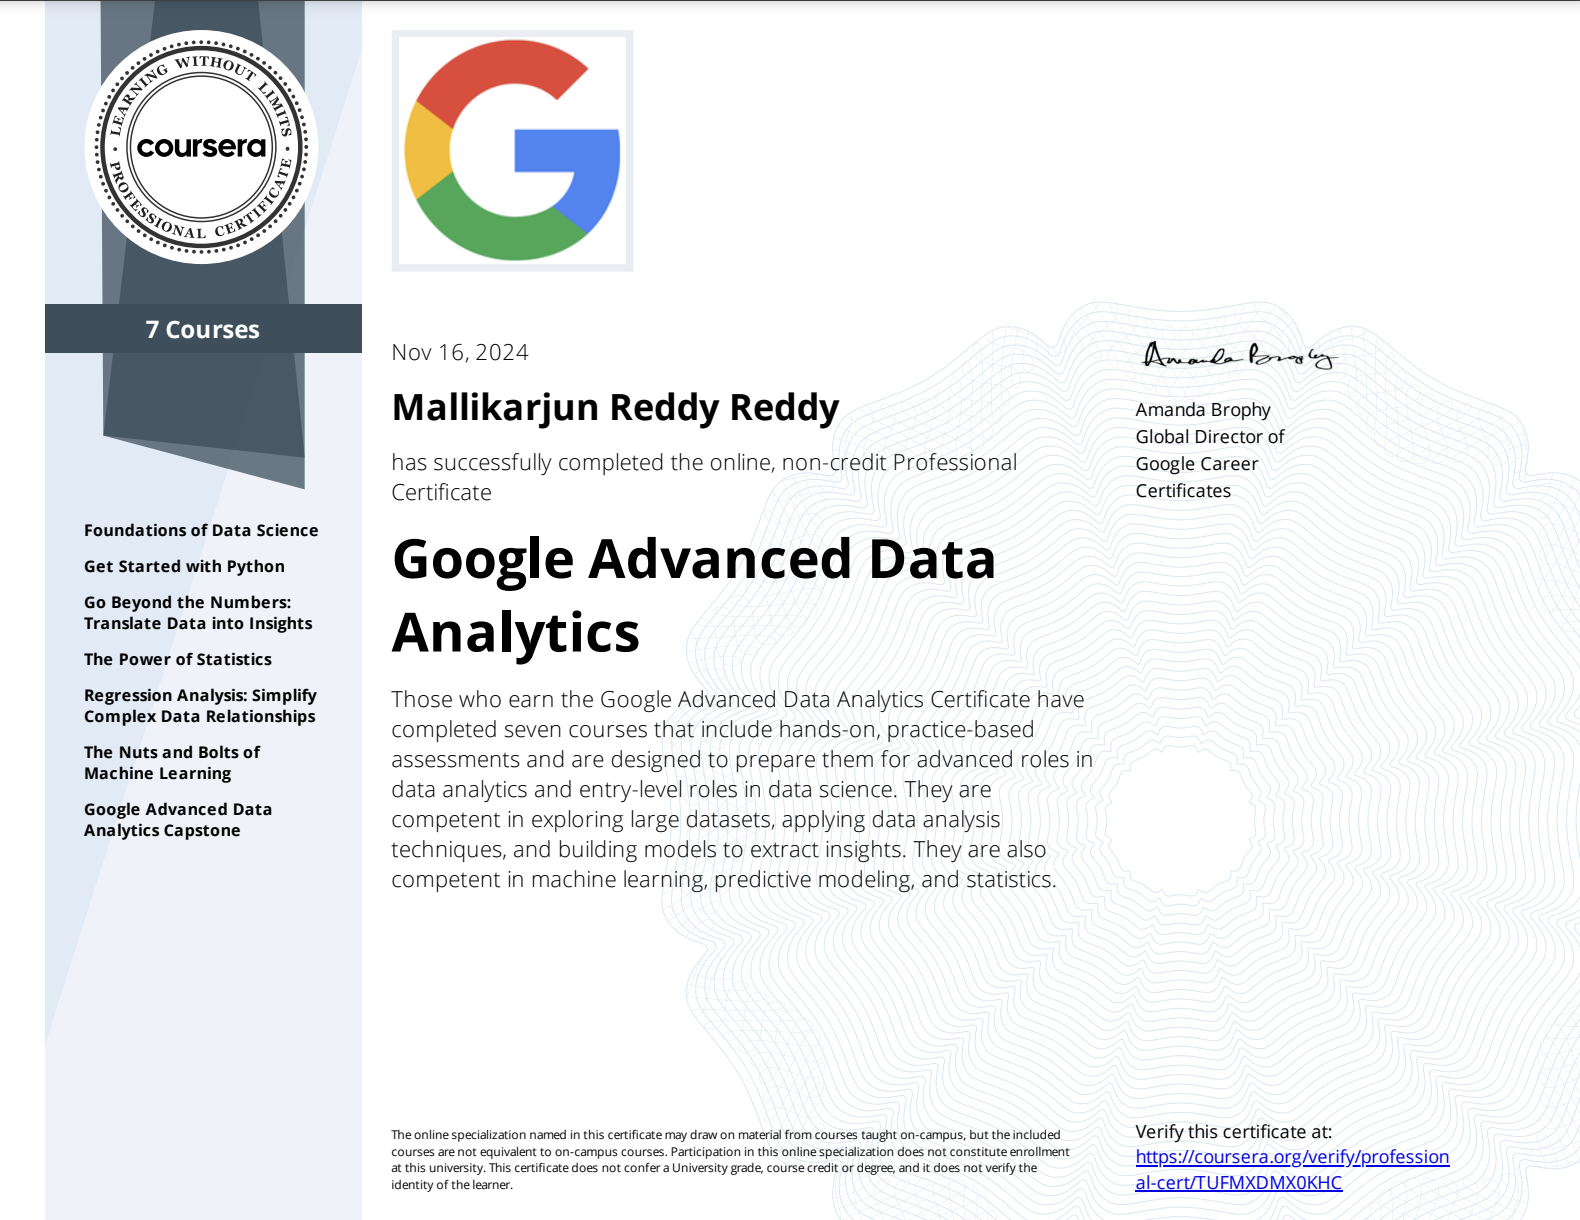 LEARNING WITHOUT LIMITS
coursera
PROFESSIONAL CERTIFICATE
7 Courses
Foundations of Data Science
Get Started with Python
Go Beyond the Numbers:
Translate Data into Insights
The Power of Statistics
Regression Analysis: Simplify
Complex Data Relationships
The Nuts and Bolts of
Machine Learning
Google Advanced Data
Analytics Capstone
Nov 16, 2024
Mallikarjun Reddy Reddy
has successfully completed the online, non-credit Professional
Certificate
Google Advanced Data
Analytics
Those who earn the Google Advanced Data Analytics Certificate have
completed seven courses that include hands-on, practice-based
assessments and are designed to prepare them for advanced roles in
data analytics and entry-level roles in data science. They are
competent in exploring large datasets, applying data analysis
techniques, and building models to extract insights. They are also
competent in machine learning, predictive modeling, and statistics.
Amanda Brophy
Amanda Brophy
Global Director of
Google Career
Certificates
The online specialization named in this certificate may draw on material from courses taught on-campus, but the included
courses are not equivalent to on-campus courses. Participation in this online specialization does not constitute enrollment
at this university. This certificate does not confer a University grade, course credit or degree, and it does not verify the
identity of the learner.
Verify this certificate at:
https://coursera.org/verify/profession
al-cert/TUFMXDMX0KHC